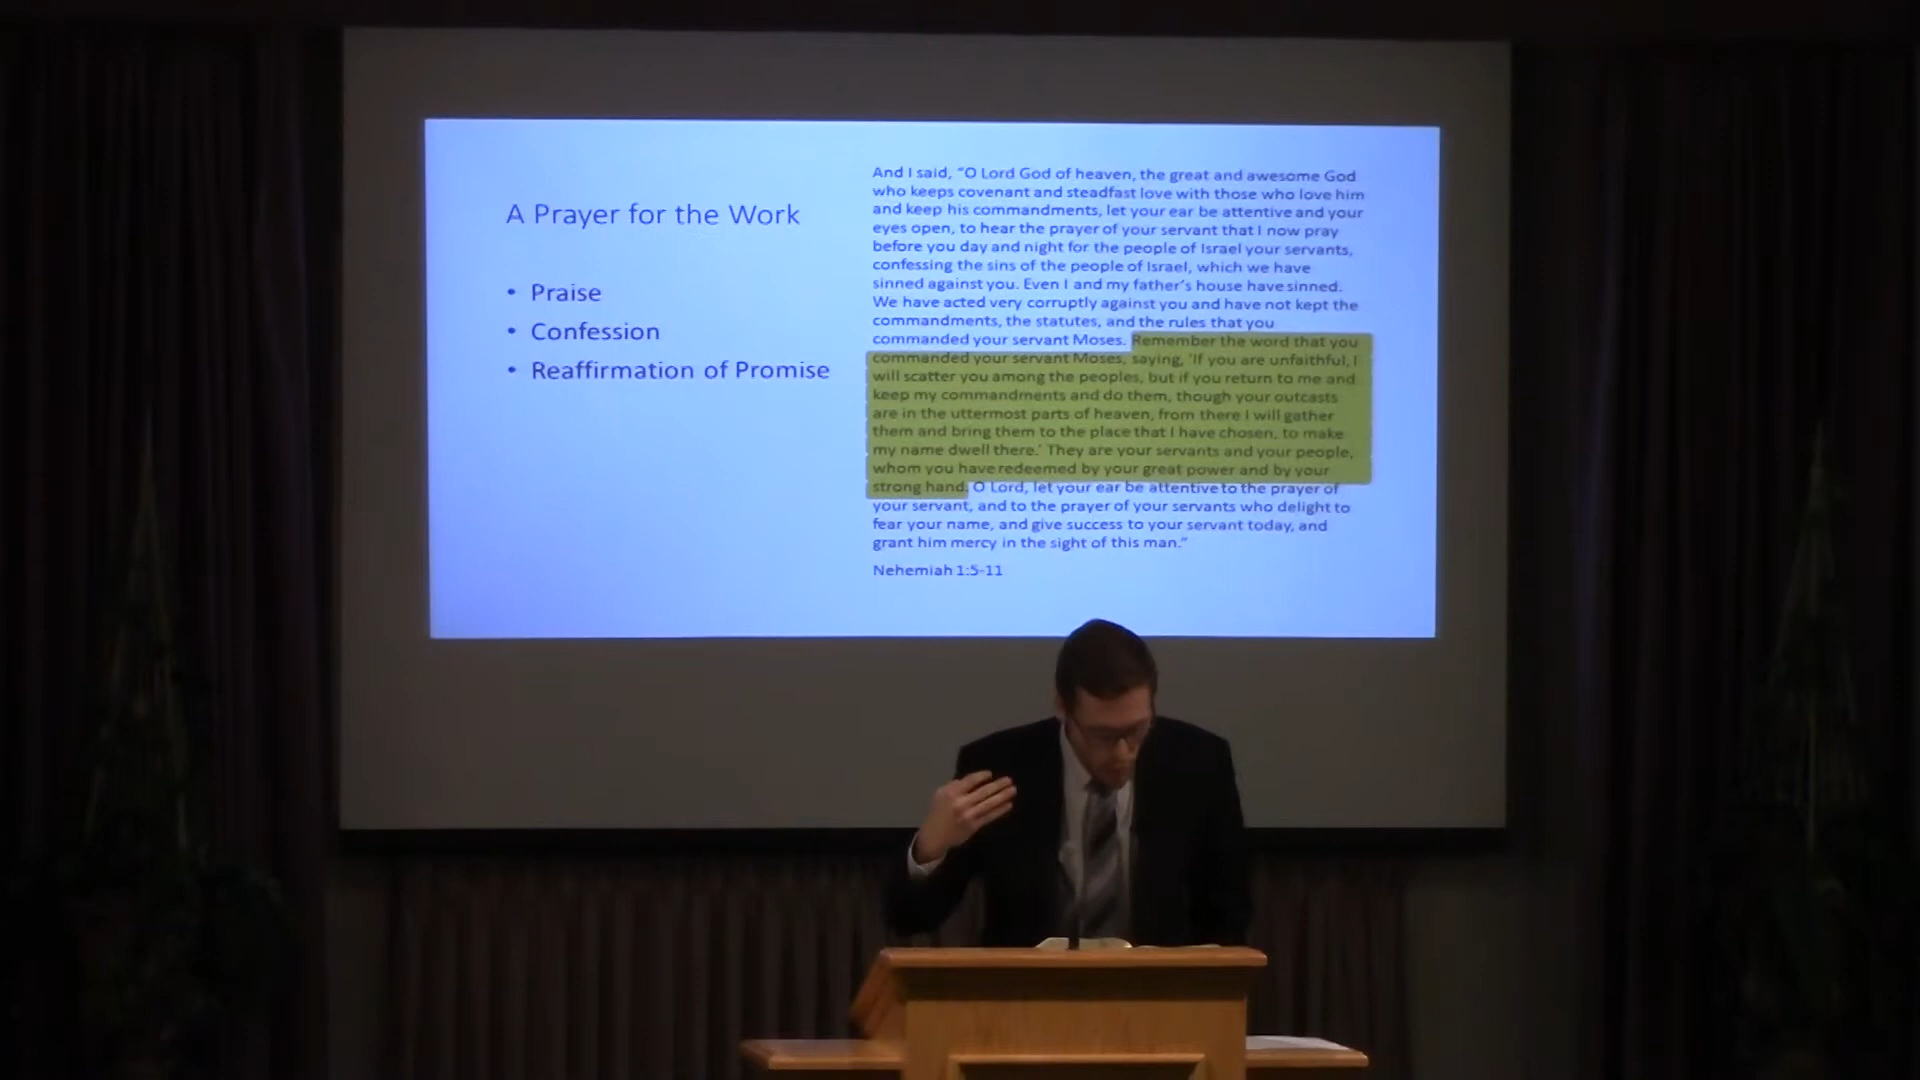 A Prayer for the Work
• Praise
• Confession
• Reaffirmation of Promise
And I said, “O Lord God of heaven, the great and awesome God
who keeps covenant and steadfast love with those who love him
and keep his commandments, let your ear be attentive and your
eyes open, to hear the prayer of your servant that I now pray
before you day and night for the people of Israel your servants,
confessing the sins of the people of Israel, which we have
sinned against you. Even I and my father’s house have sinned.
We have acted very corruptly against you and have not kept the
commandments, the statutes, and the rules that you
commanded your servant Moses. Remember the word that you
commanded your servant Moses, saying, ‘If you are unfaithful, I
will scatter you among the peoples, but if you return to me and
keep my commandments and do them, though your outcasts
are in the uttermost parts of heaven, from there I will gather
them and bring them to the place that I have chosen, to make
my name dwell there.’ They are your servants and your people,
whom you have redeemed by your great power and by your
strong hand. O Lord, let your ear be attentive to the prayer of
your servant, and to the prayer of your servants who delight to
fear your name, and give success to your servant today, and
grant him mercy in the sight of this man.”
Nehemiah 1:5-11